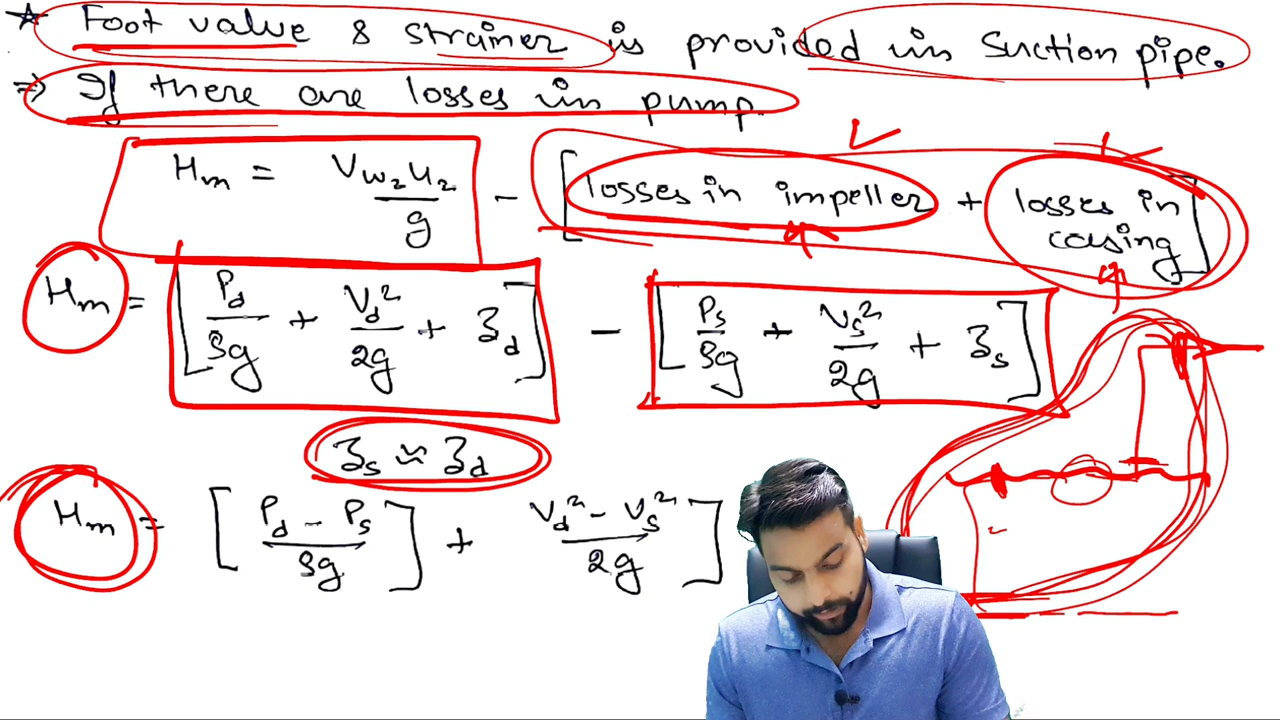 * Foot valve & strainer is provided in suction pipe.
⇒ If there are losses in pump.
Hm = Vw₂u₂/g - [losses in impeller + losses in casing]
Hm = [Pd/ρg + Vd²/2g + Zd] - [Ps/ρg + Vs²/2g + Zs]
Zs ≈ Zd
Hm = [Pd - Ps/ρg] + Vd² - Vs²/2g]